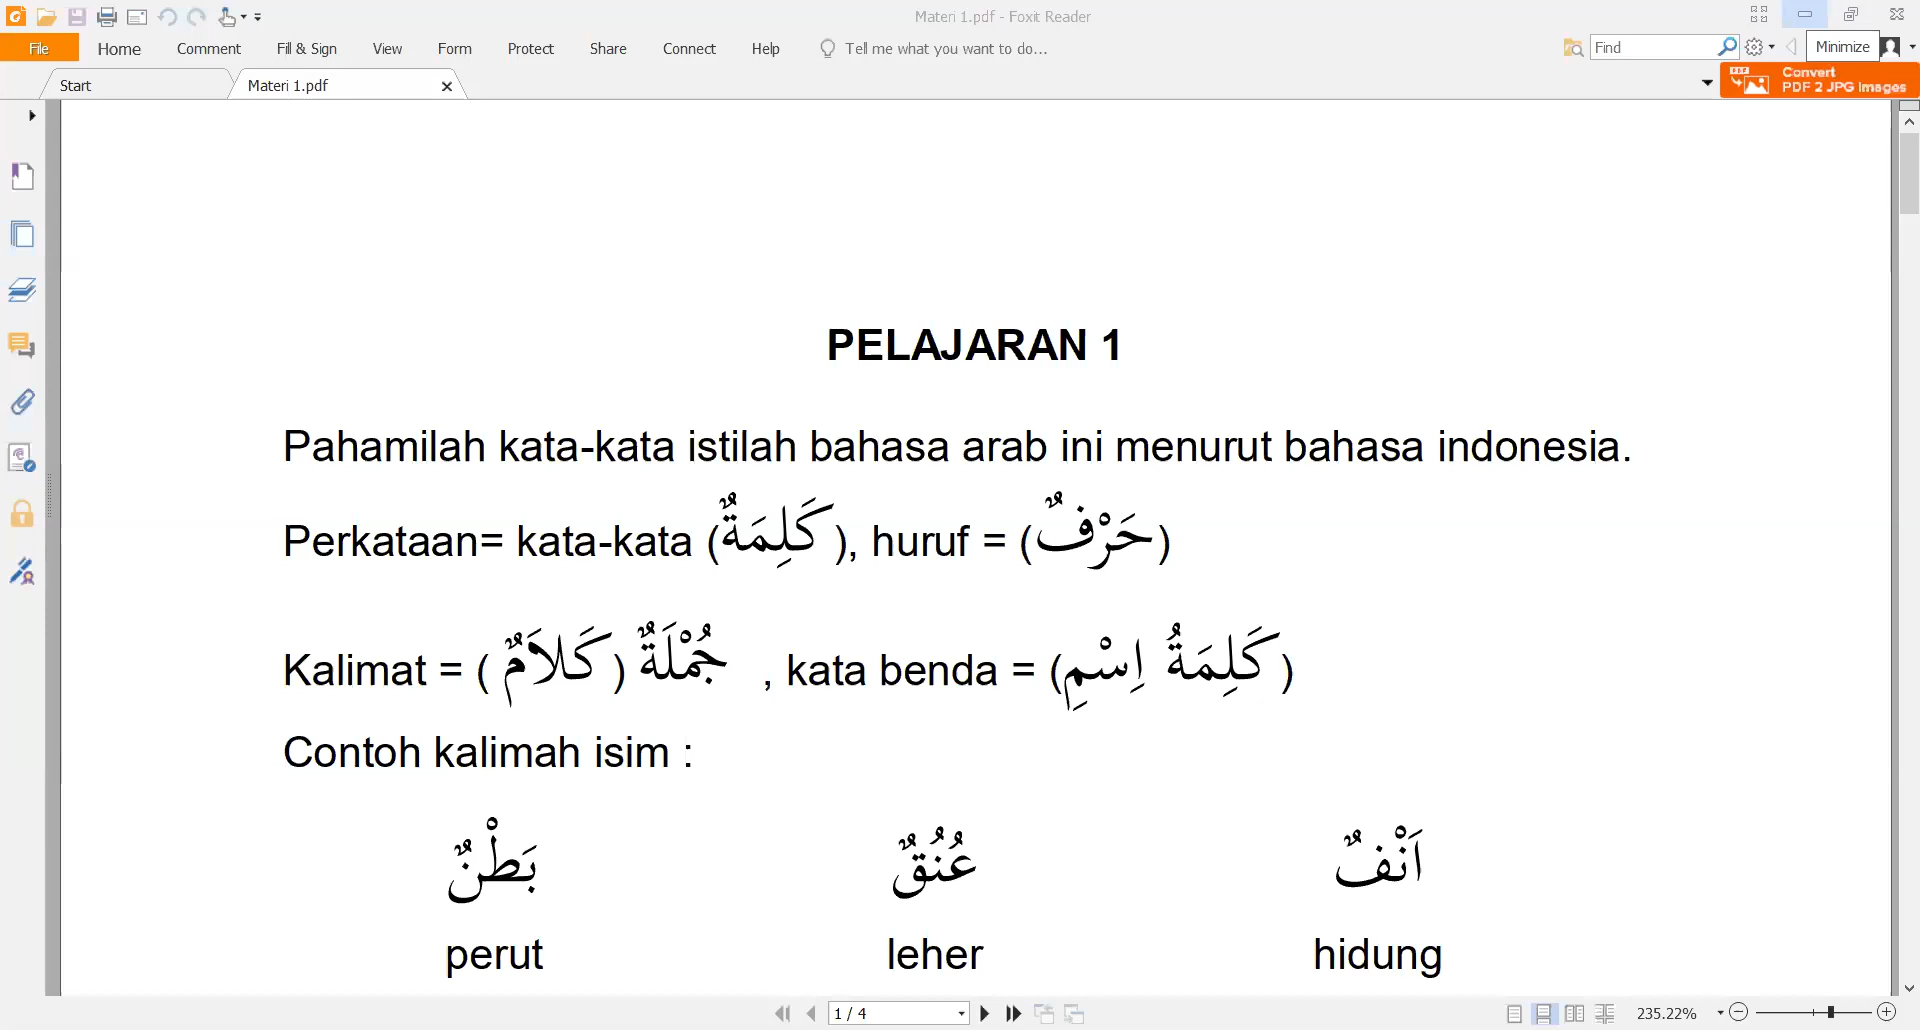 Materi 1.pdf - Foxit Reader
File Home Comment Fill & Sign View Form Protect Share Connect Help Tell me what you want to do... Find Minimize
Start Materi 1.pdf
Convert
PDF 2 JPG Images
PELAJARAN 1
Pahamilah kata-kata istilah bahasa arab ini menurut bahasa indonesia.
Perkataan= kata-kata (كَلِمَةٌ), huruf = (حَرْفٌ)
Kalimat = ( كَلاَمٌ) جُمْلَةٌ , kata benda = (كَلِمَةُ اِسْمِ)
Contoh kalimah isim :
بَطْنٌ عُنُقٌ اَنْفٌ
perut leher hidung
1 / 4 235.22%